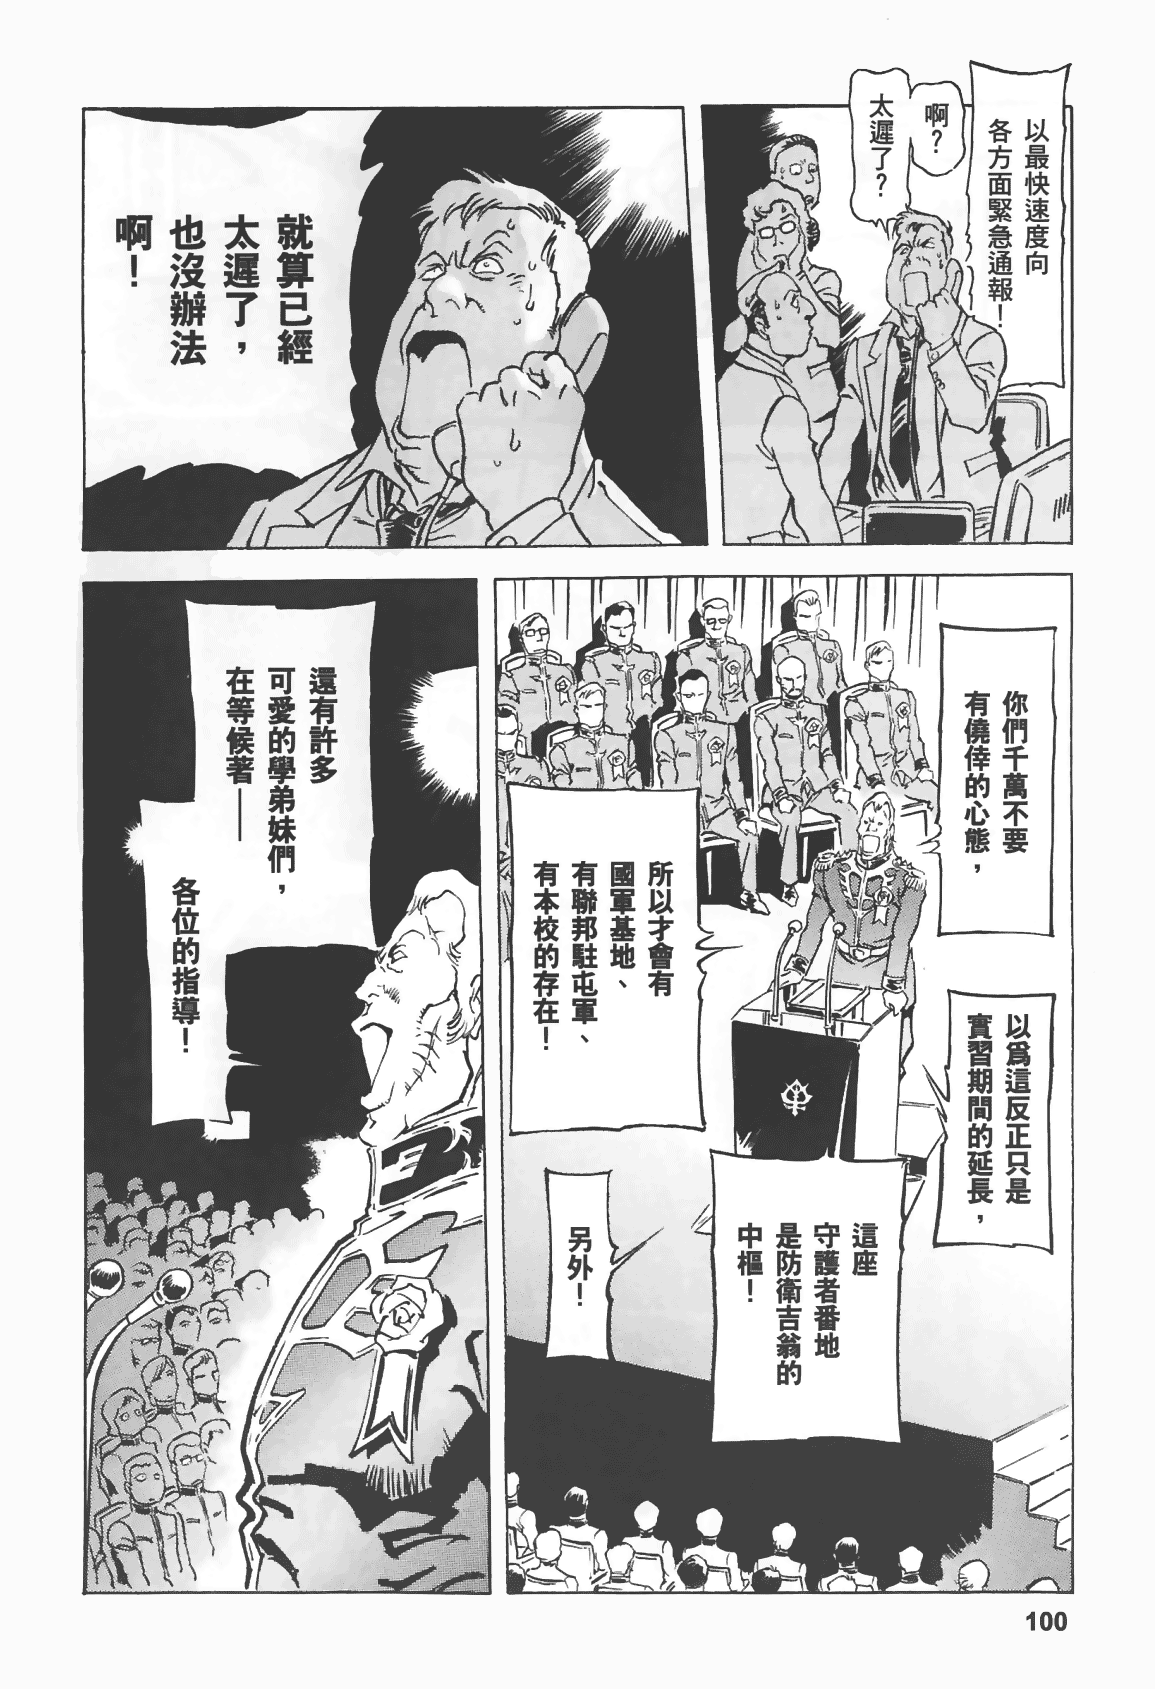 以最快速度向
各方面緊急通報！
啊？
太遲了？
就算已經
太遲了，
也沒辦法
啊！
你們千萬不要
有僥倖的心態，
以為這反正只是
實習期間的延長，
所以才會有
國軍基地、
有聯邦駐屯軍、
有本校的存在！
這座
守護者番地
是防衛吉翁的
中樞！
另外！
還有許多
可愛的學弟妹們，
在等候著——
各位的指導！
100